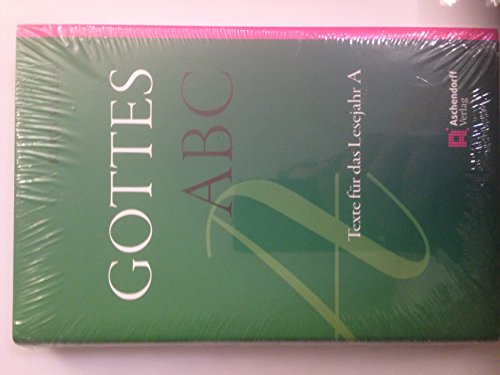 GOTTES
ABC
Texte für das Lesejahr A
Aschendorff
Verlag